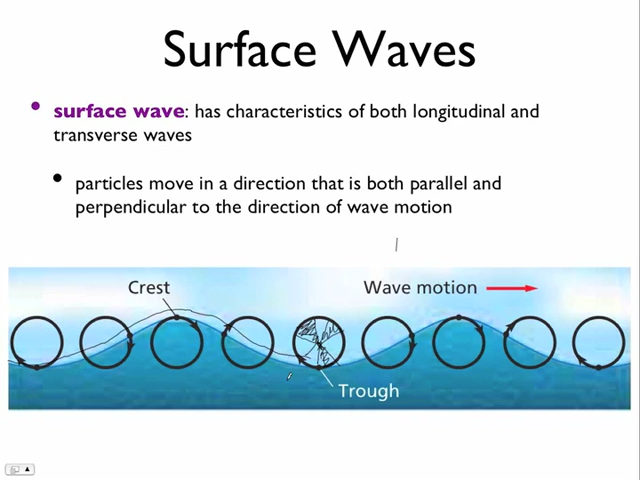 Surface Waves
• surface wave: has characteristics of both longitudinal and
transverse waves
• particles move in a direction that is both parallel and
perpendicular to the direction of wave motion
Crest
Wave motion
Trough